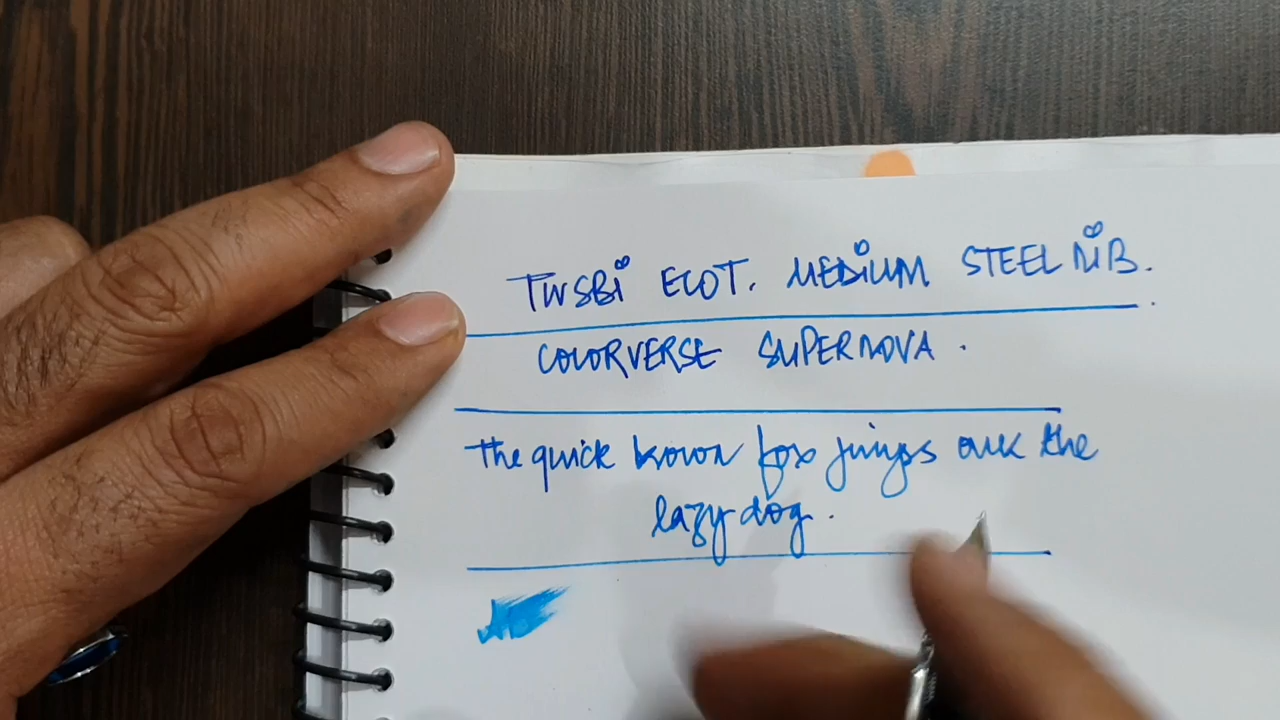 TWSBi ECOT. MEDiUM STEEL NiB.
COLORVERSE SUPERNOVA.
The quick brown fox jumps over the
lazy dog.